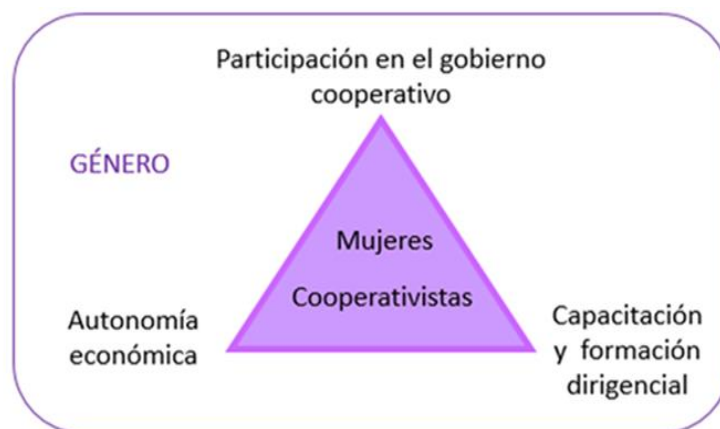 Participación en el gobierno
cooperativo
GÉNERO
Mujeres
Cooperativistas
Autonomía
económica
Capacitación
y formación
dirigencial